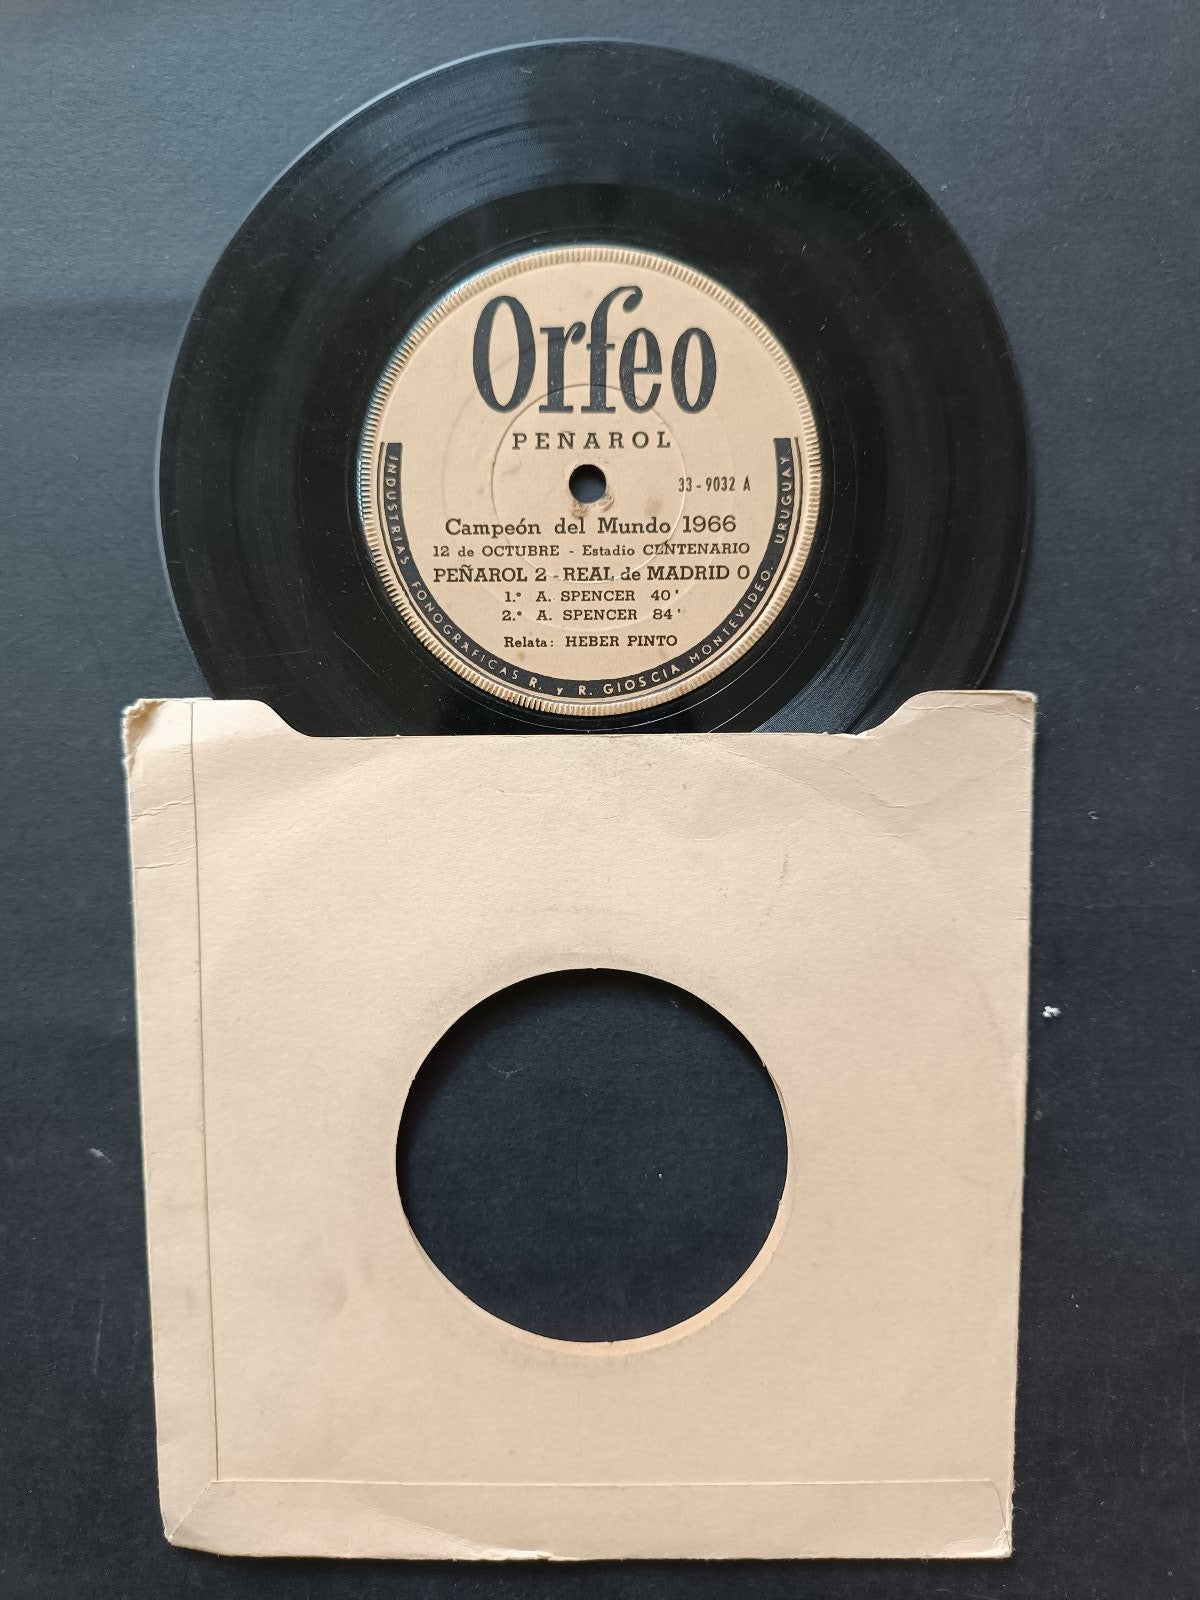 Orfeo
PEÑAROL
33-9032 A
Campeón del Mundo 1966
12 de OCTUBRE - Estadio CENTENARIO
PEÑAROL 2 - REAL de MADRID 0
1.º A. SPENCER 40'
2.º A. SPENCER 84'
Relata: HEBER PINTO
INDUSTRIAS FONOGRAFICAS R. y R. GIOSCIA MONTEVIDEO. URUGUAY